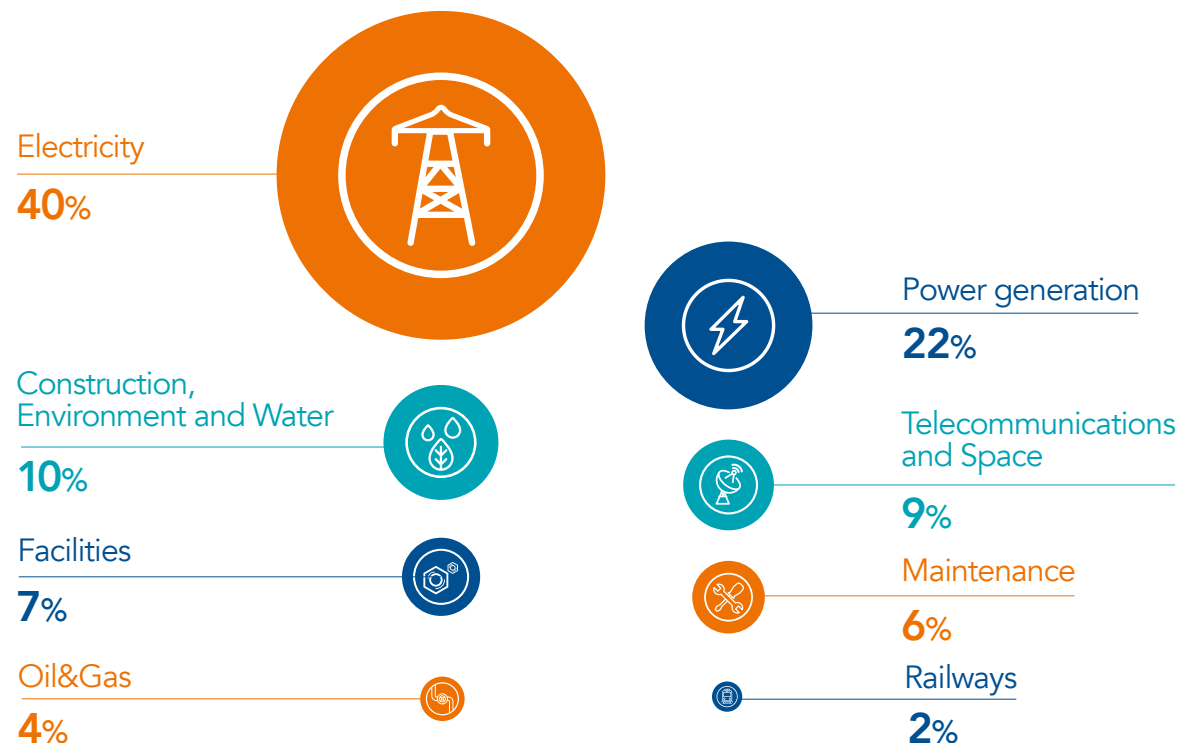 Electricity
40%
Power generation
22%
Construction,
Environment and Water
10%
Telecommunications
and Space
9%
Facilities
7%
Maintenance
6%
Oil&Gas
4%
Railways
2%